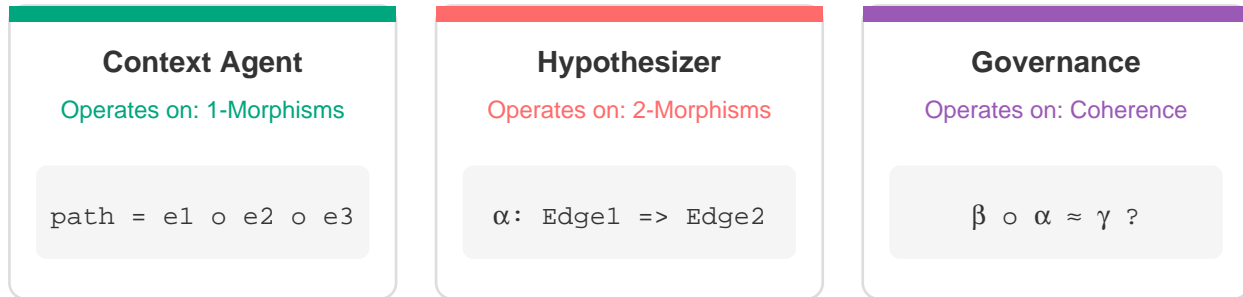 Context Agent
Operates on: 1-Morphisms
path = e1 o e2 o e3
Hypothesizer
Operates on: 2-Morphisms
α: Edge1 => Edge2
Governance
Operates on: Coherence
β o α ≈ γ ?